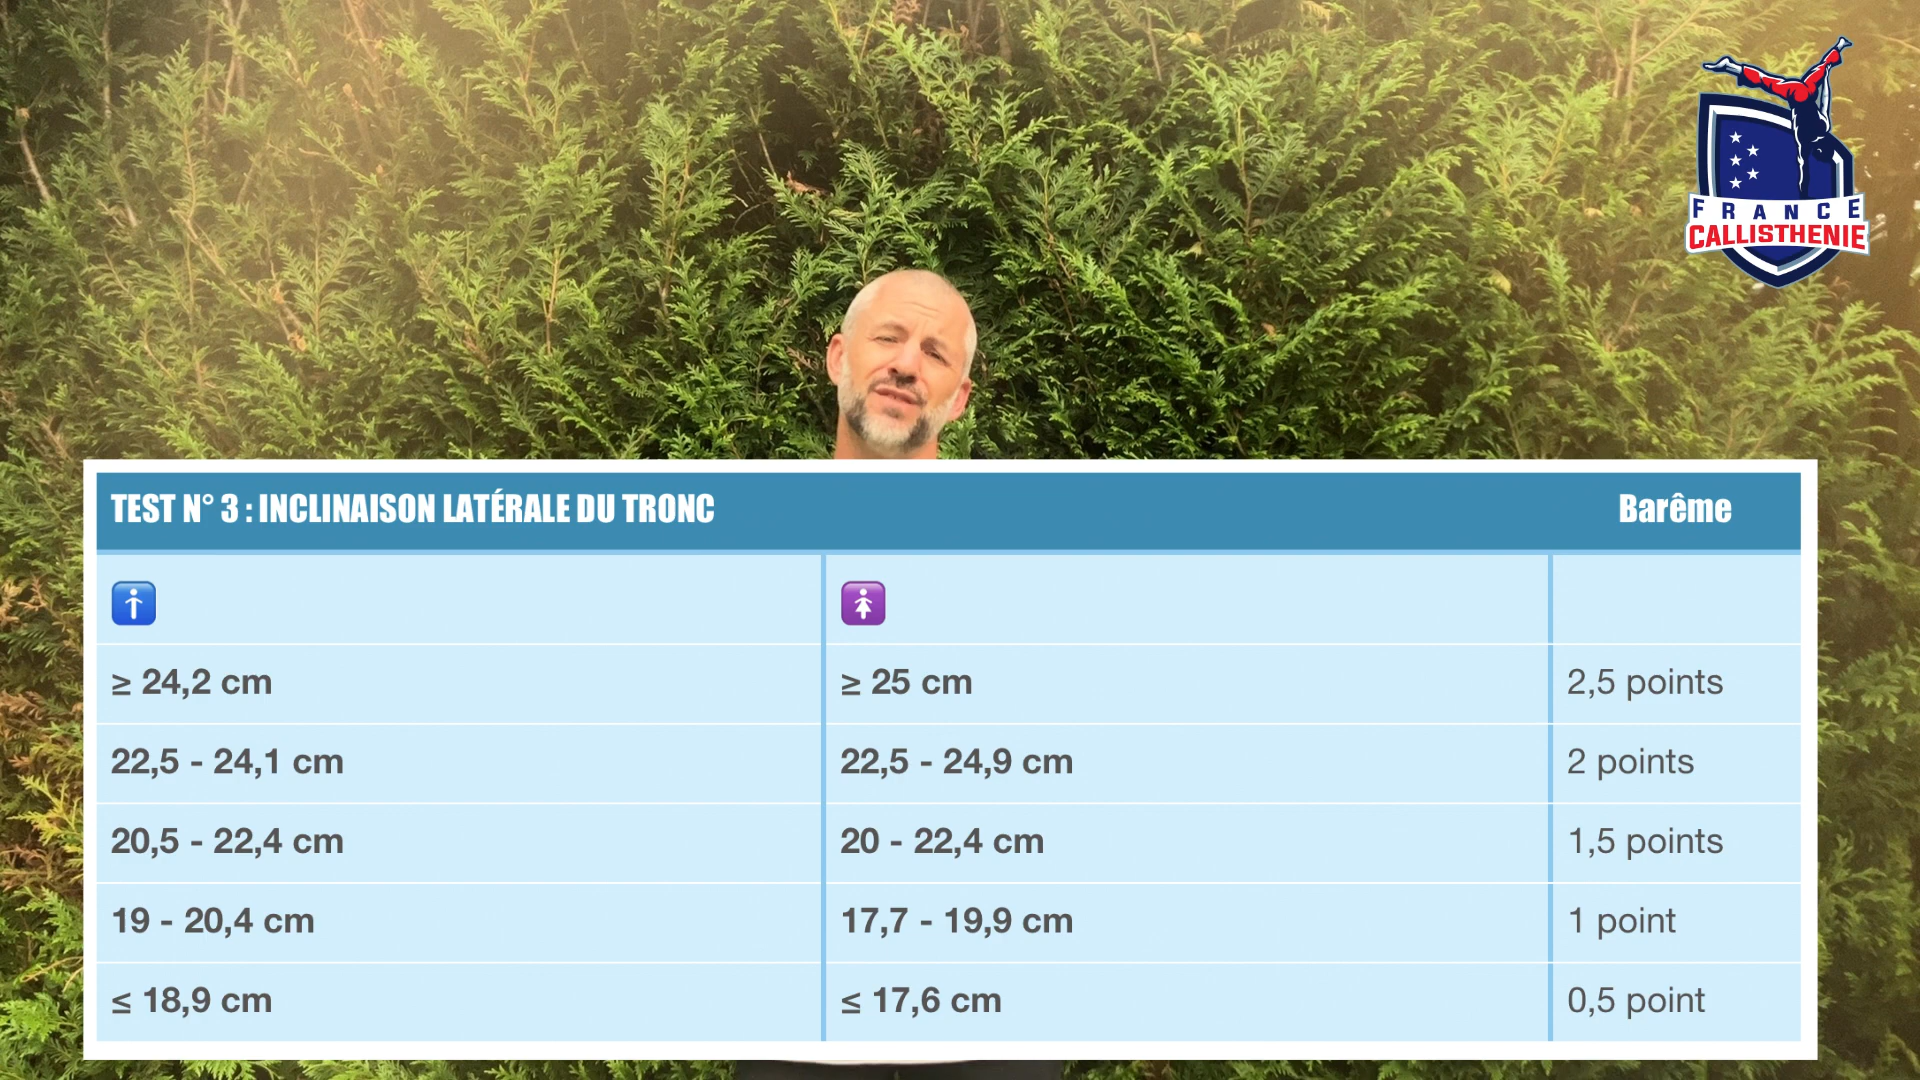 FRANCE
CALLISTHENIE
TEST N° 3 : INCLINAISON LATÉRALE DU TRONC Barême
≥ 24,2 cm ≥ 25 cm 2,5 points
22,5 - 24,1 cm 22,5 - 24,9 cm 2 points
20,5 - 22,4 cm 20 - 22,4 cm 1,5 points
19 - 20,4 cm 17,7 - 19,9 cm 1 point
≤ 18,9 cm ≤ 17,6 cm 0,5 point